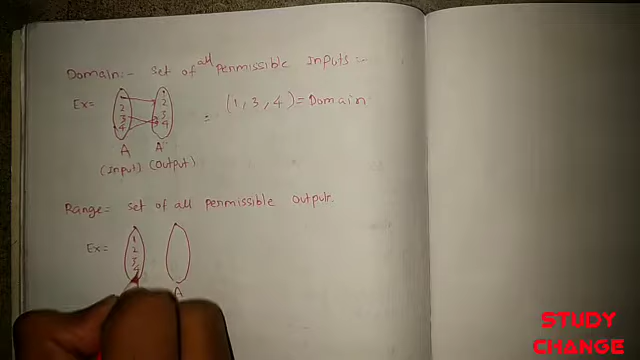 Domain:- set of all permissible Inputs:-
Ex= 1 2 3 4 1 2 3 4 = (1, 3, 4) = Domain
A A
(Input) (Output)
Range= set of all permissible Output.
Ex= 1 2 3 4
A
STUDY
CHANGE